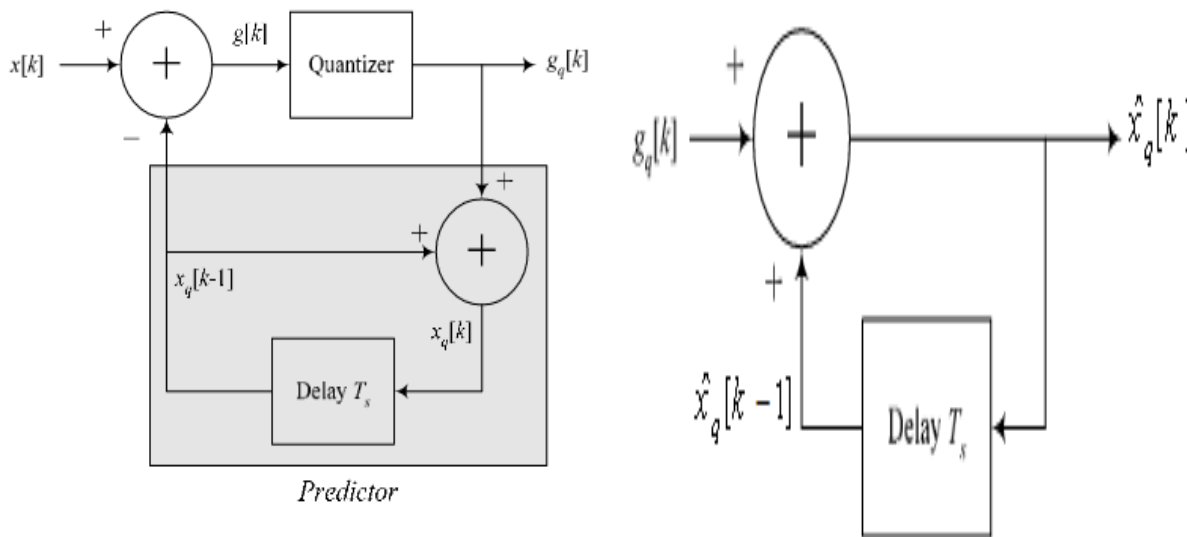 +
x[k]
+
g[k]
Quantizer
g_q[k]
−
+
+
+
x_q[k-1]
x_q[k]
Delay T_s
Predictor
+
g_q[k]
+
x̂_q[k]
+
x̂_q[k − 1]
Delay T_s